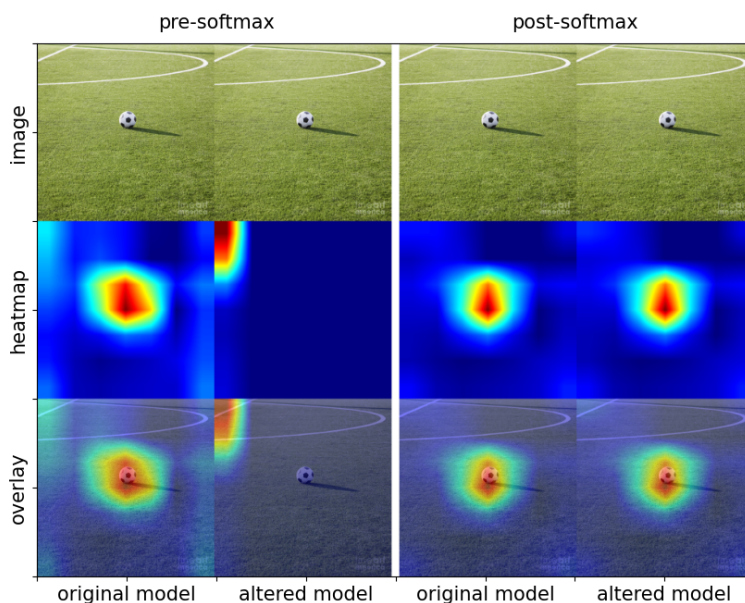 pre-softmax post-softmax
image
heatmap
overlay
original model altered model original model altered model